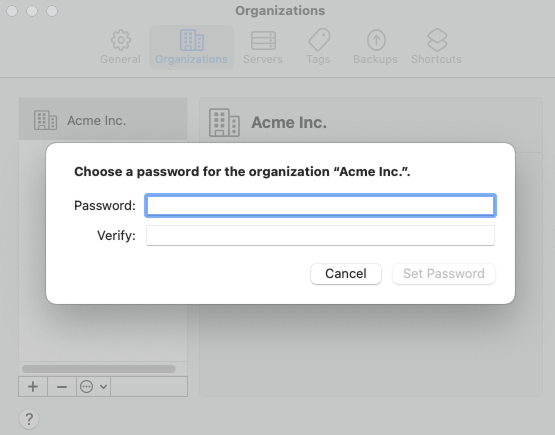 Organizations
General Organizations Servers Tags Backups Shortcuts
Acme Inc.
Acme Inc.
Choose a password for the organization “Acme Inc.”.
Password:
Verify:
Cancel Set Password
?